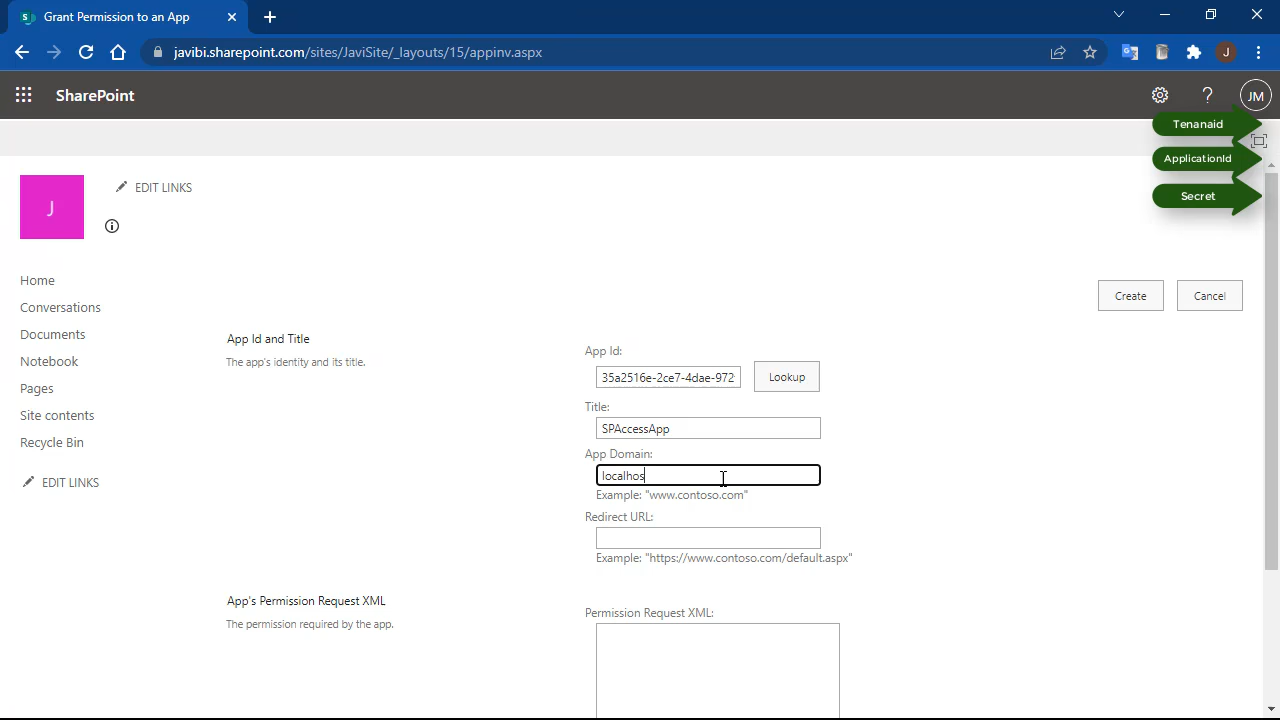 Grant Permission to an App
javibi.sharepoint.com/sites/JaviSite/_layouts/15/appinv.aspx
J
SharePoint
JM
Tenanaid
ApplicationId
Secret
J
EDIT LINKS
Home
Conversations
Documents
Notebook
Pages
Site contents
Recycle Bin
EDIT LINKS
Create
Cancel
App Id and Title
The app's identity and its title.
App Id:
35a2516e-2ce7-4dae-972
Lookup
Title:
SPAccessApp
App Domain:
localhos
Example: "www.contoso.com"
Redirect URL:
Example: "https://www.contoso.com/default.aspx"
App's Permission Request XML
The permission required by the app.
Permission Request XML: